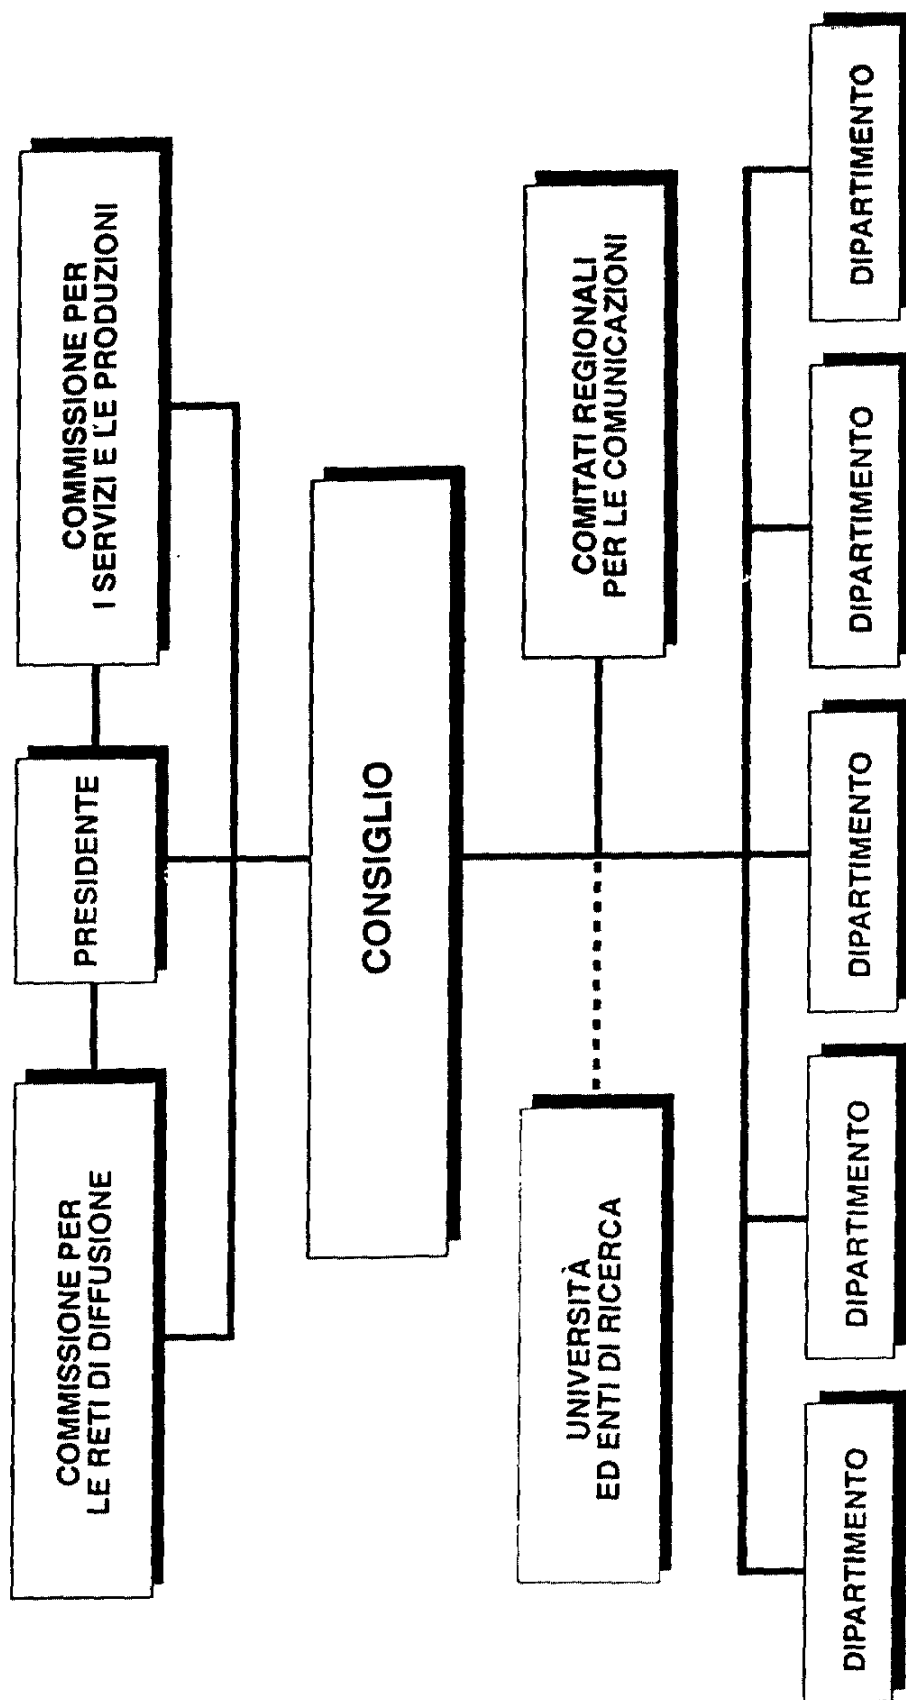 COMMISSIONE PER
LE RETI DI DIFFUSIONE
PRESIDENTE
COMMISSIONE PER
I SERVIZI E LE PRODUZIONI
CONSIGLIO
UNIVERSITÀ
ED ENTI DI RICERCA
COMITATI REGIONALI
PER LE COMUNICAZIONI
DIPARTIMENTO
DIPARTIMENTO
DIPARTIMENTO
DIPARTIMENTO
DIPARTIMENTO